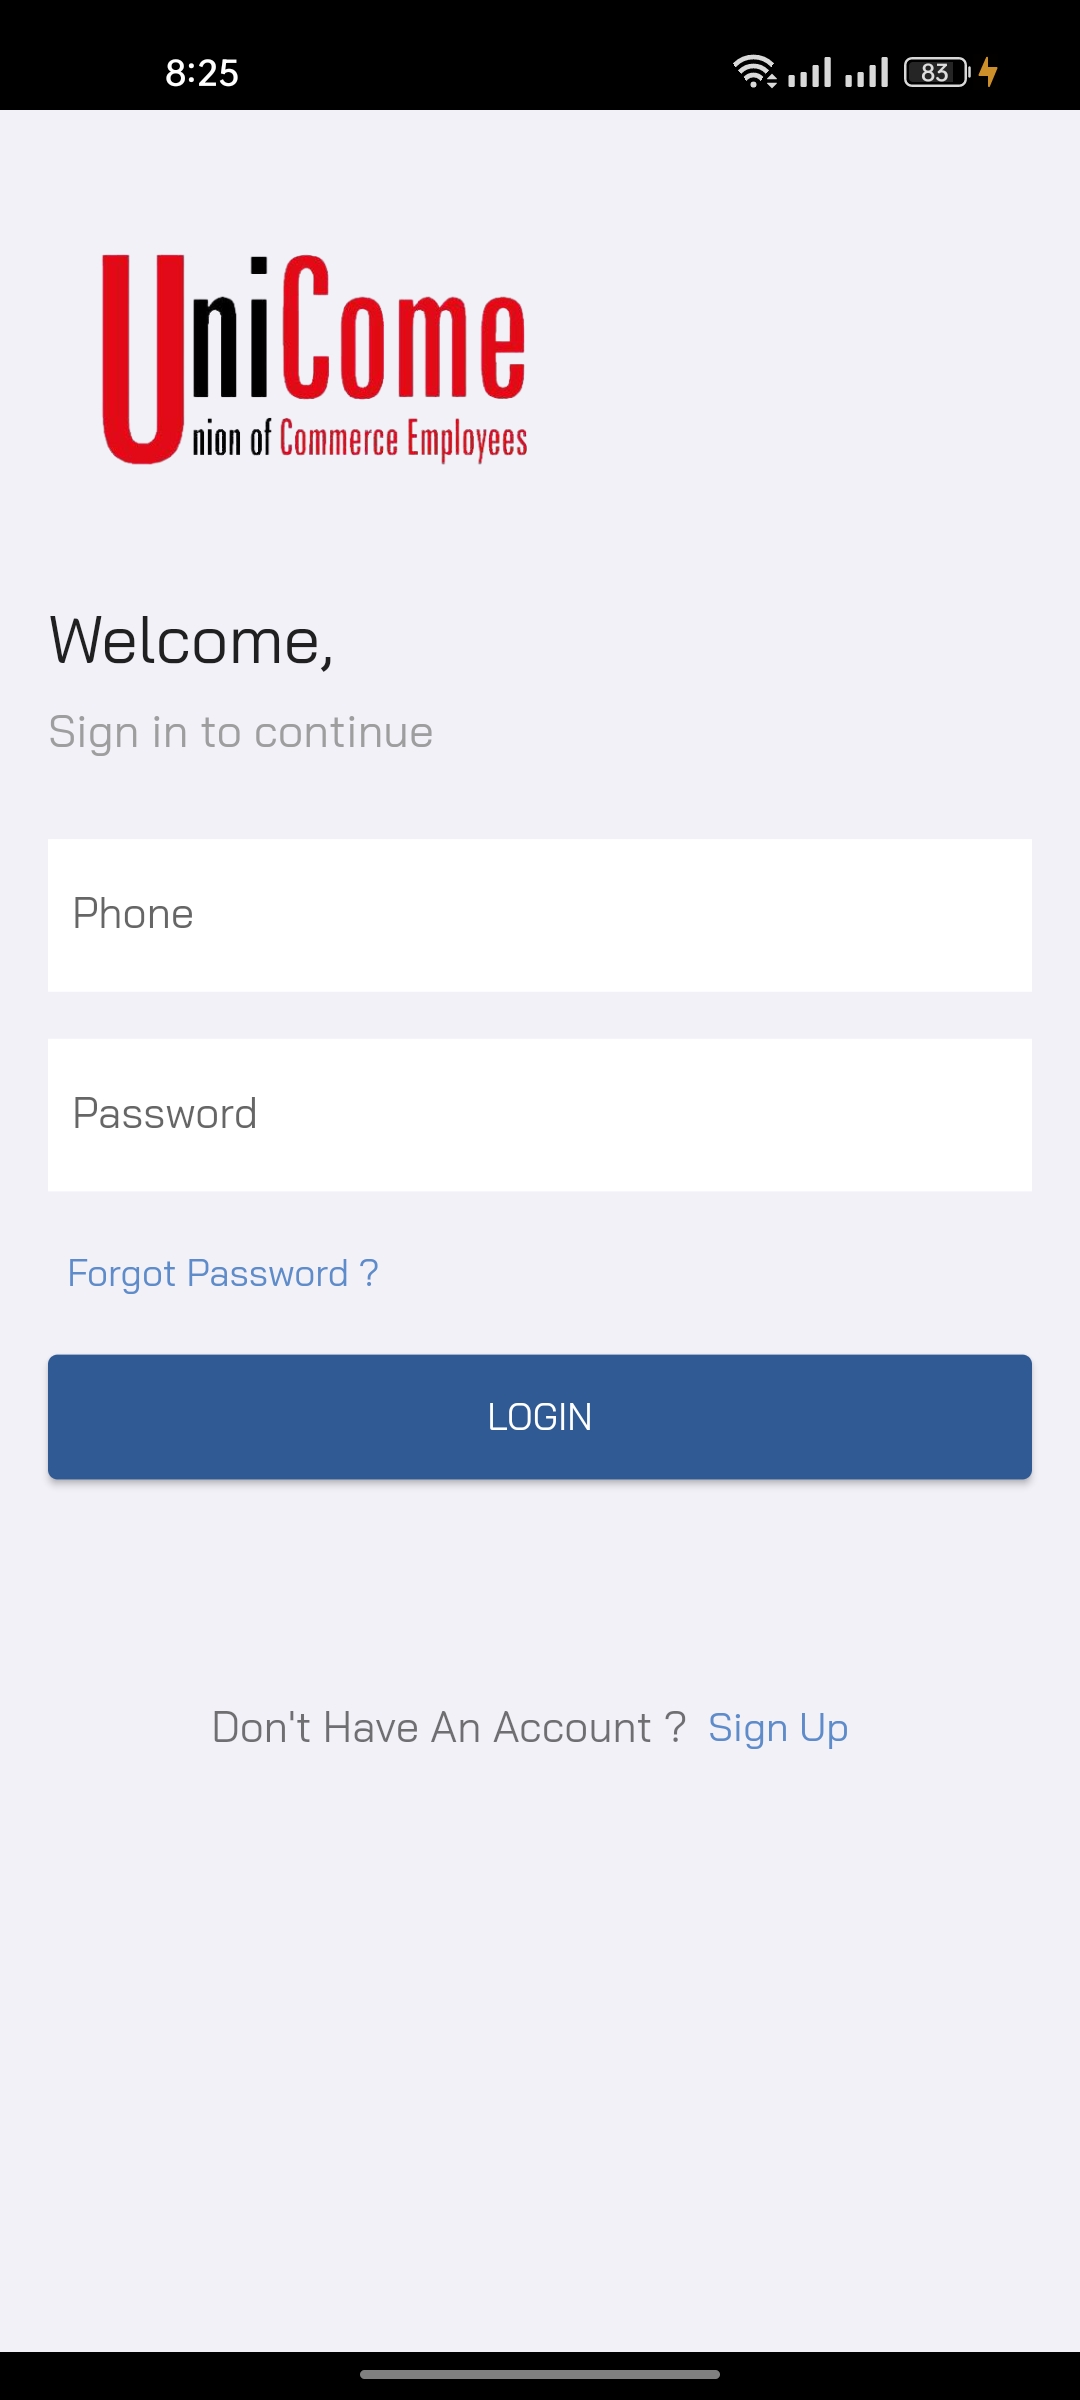 8:25
83
UniCome
Union of Commerce Employees
Welcome,
Sign in to continue
Phone
Password
Forgot Password ?
LOGIN
Don't Have An Account ? Sign Up